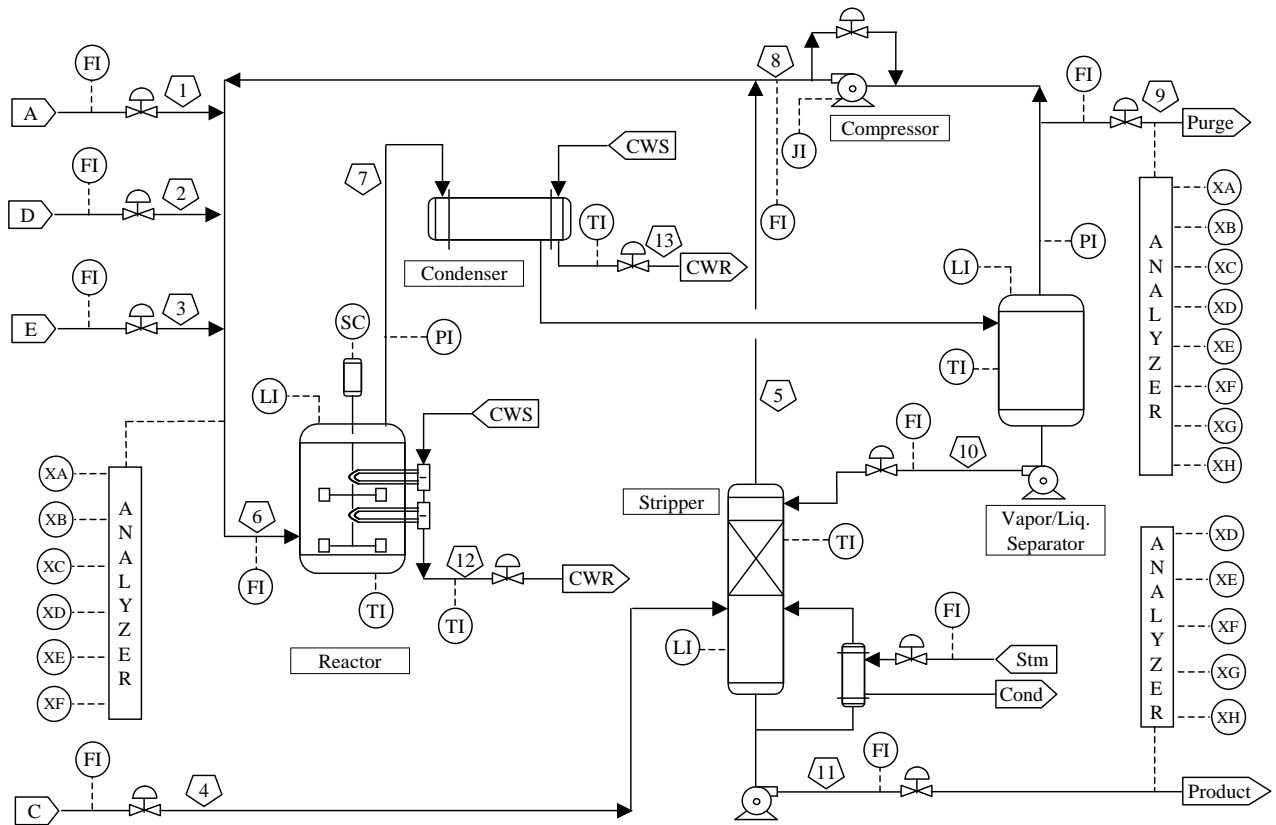 FI
1
A
FI
2
D
FI
3
E
8
JI
Compressor
FI
FI
9
Purge
XA
XB
XC
XD
XE
XF
XG
XH
ANALYZER
CWS
7
TI
13
CWR
Condenser
SC
PI
LI
CWS
6
FI
TI
12
TI
CWR
Reactor
XA
XB
XC
XD
XE
XF
ANALYZER
LI
PI
TI
5
FI
10
Vapor/Liq.
Separator
Stripper
TI
LI
FI
Stm
Cond
XD
XE
XF
XG
XH
ANALYZER
FI
4
C
11
FI
Product